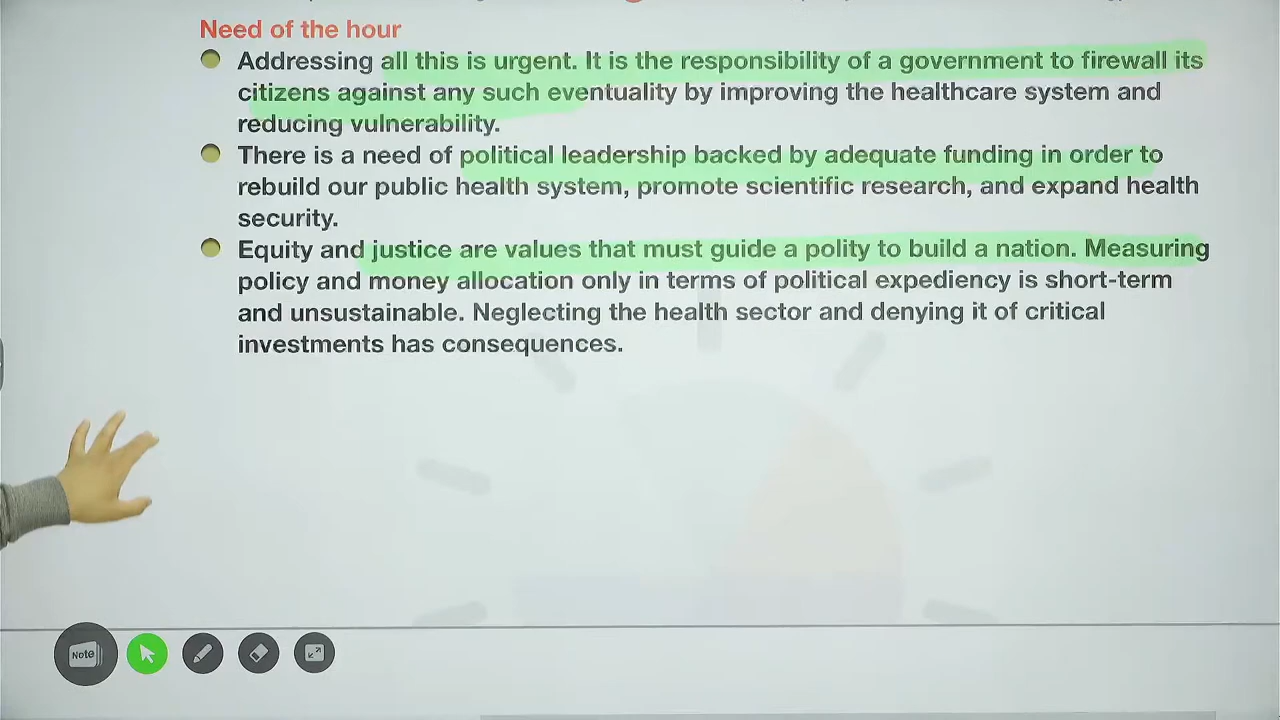 Need of the hour
Addressing all this is urgent. It is the responsibility of a government to firewall its
citizens against any such eventuality by improving the healthcare system and
reducing vulnerability.
There is a need of political leadership backed by adequate funding in order to
rebuild our public health system, promote scientific research, and expand health
security.
Equity and justice are values that must guide a polity to build a nation. Measuring
policy and money allocation only in terms of political expediency is short-term
and unsustainable. Neglecting the health sector and denying it of critical
investments has consequences.
Note